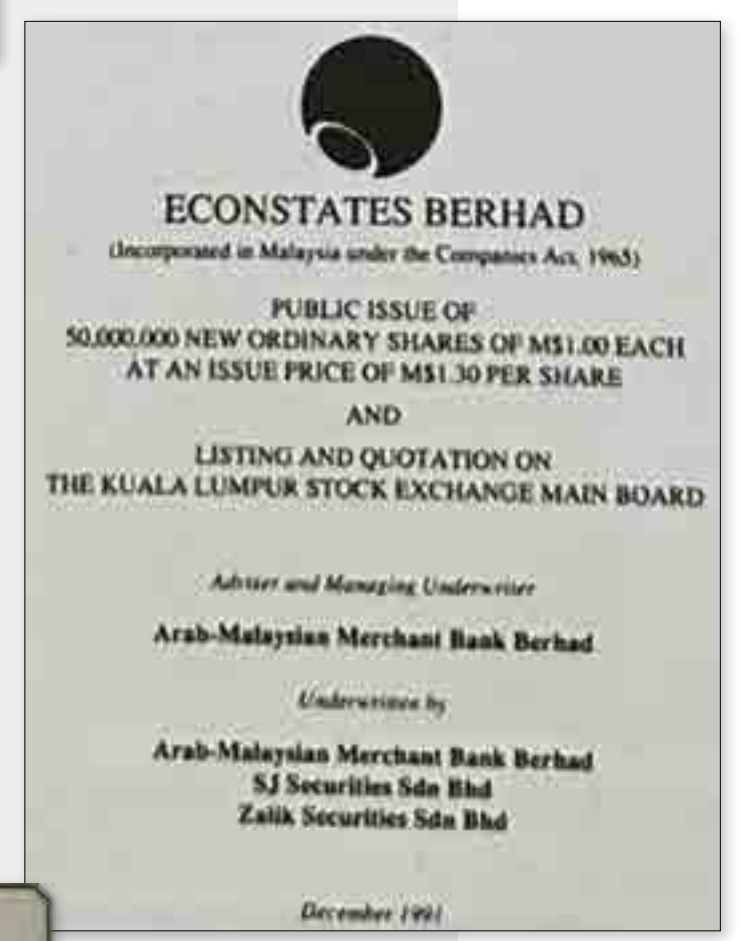 ECONSTATES BERHAD
(Incorporated in Malaysia under the Companies Act, 1965)
PUBLIC ISSUE OF
50,000,000 NEW ORDINARY SHARES OF M$1.00 EACH
AT AN ISSUE PRICE OF M$1.30 PER SHARE
AND
LISTING AND QUOTATION ON
THE KUALA LUMPUR STOCK EXCHANGE MAIN BOARD
Adviser and Managing Underwriter
Arab-Malaysian Merchant Bank Berhad
Underwritten by
Arab-Malaysian Merchant Bank Berhad
SJ Securities Sdn Bhd
Zalik Securities Sdn Bhd
December 1991